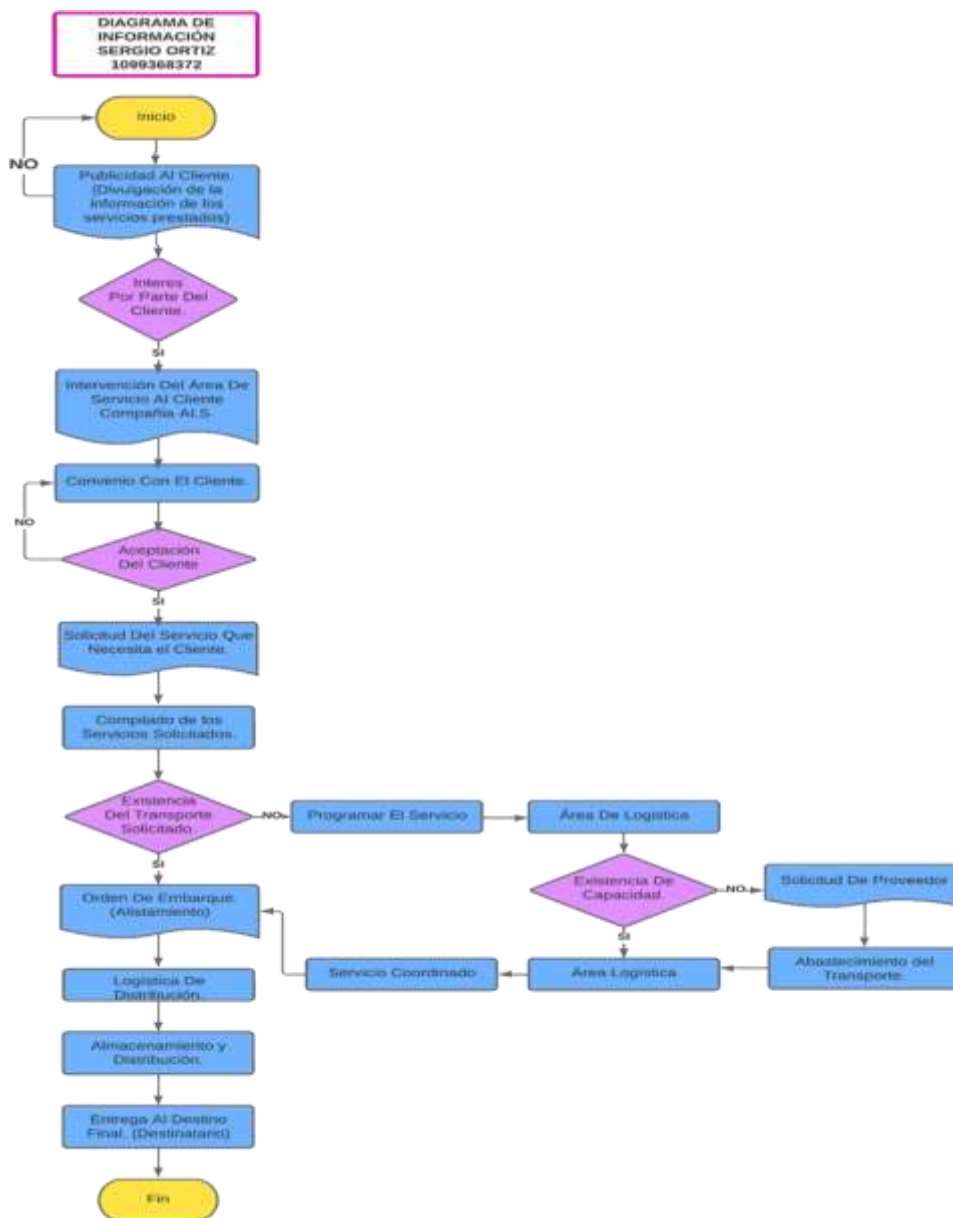 DIAGRAMA DE
INFORMACIÓN
SERGIO ORTIZ
1099368372
Inicio
NO
Publicidad Al Cliente.
(Divulgación de la
información de los
servicios prestados)
Interes
Por Parte Del
Cliente.
SI
Intervención Del Área De
Servicio Al Cliente
Compañia ALS.
Convenio Con El Cliente.
NO
Aceptación
Del Cliente
SI
Solicitud Del Servicio Que
Necesita el Cliente.
Compilado de los
Servicios Solicitados.
Existencia
Del Transporte
Solicitado.
NO
Programar El Servicio
Área De Logística
SI
Existencia De
Capacidad.
NO
Solicitud De Proveedor
Orden De Embarque.
(Alistamiento)
SI
Servicio Coordinado
Área Logística
Abastecimiento del
Transporte.
Logística De
Distribución.
Almacenamiento y
Distribución.
Entrega Al Destino
Final. (Destinatario)
Fin